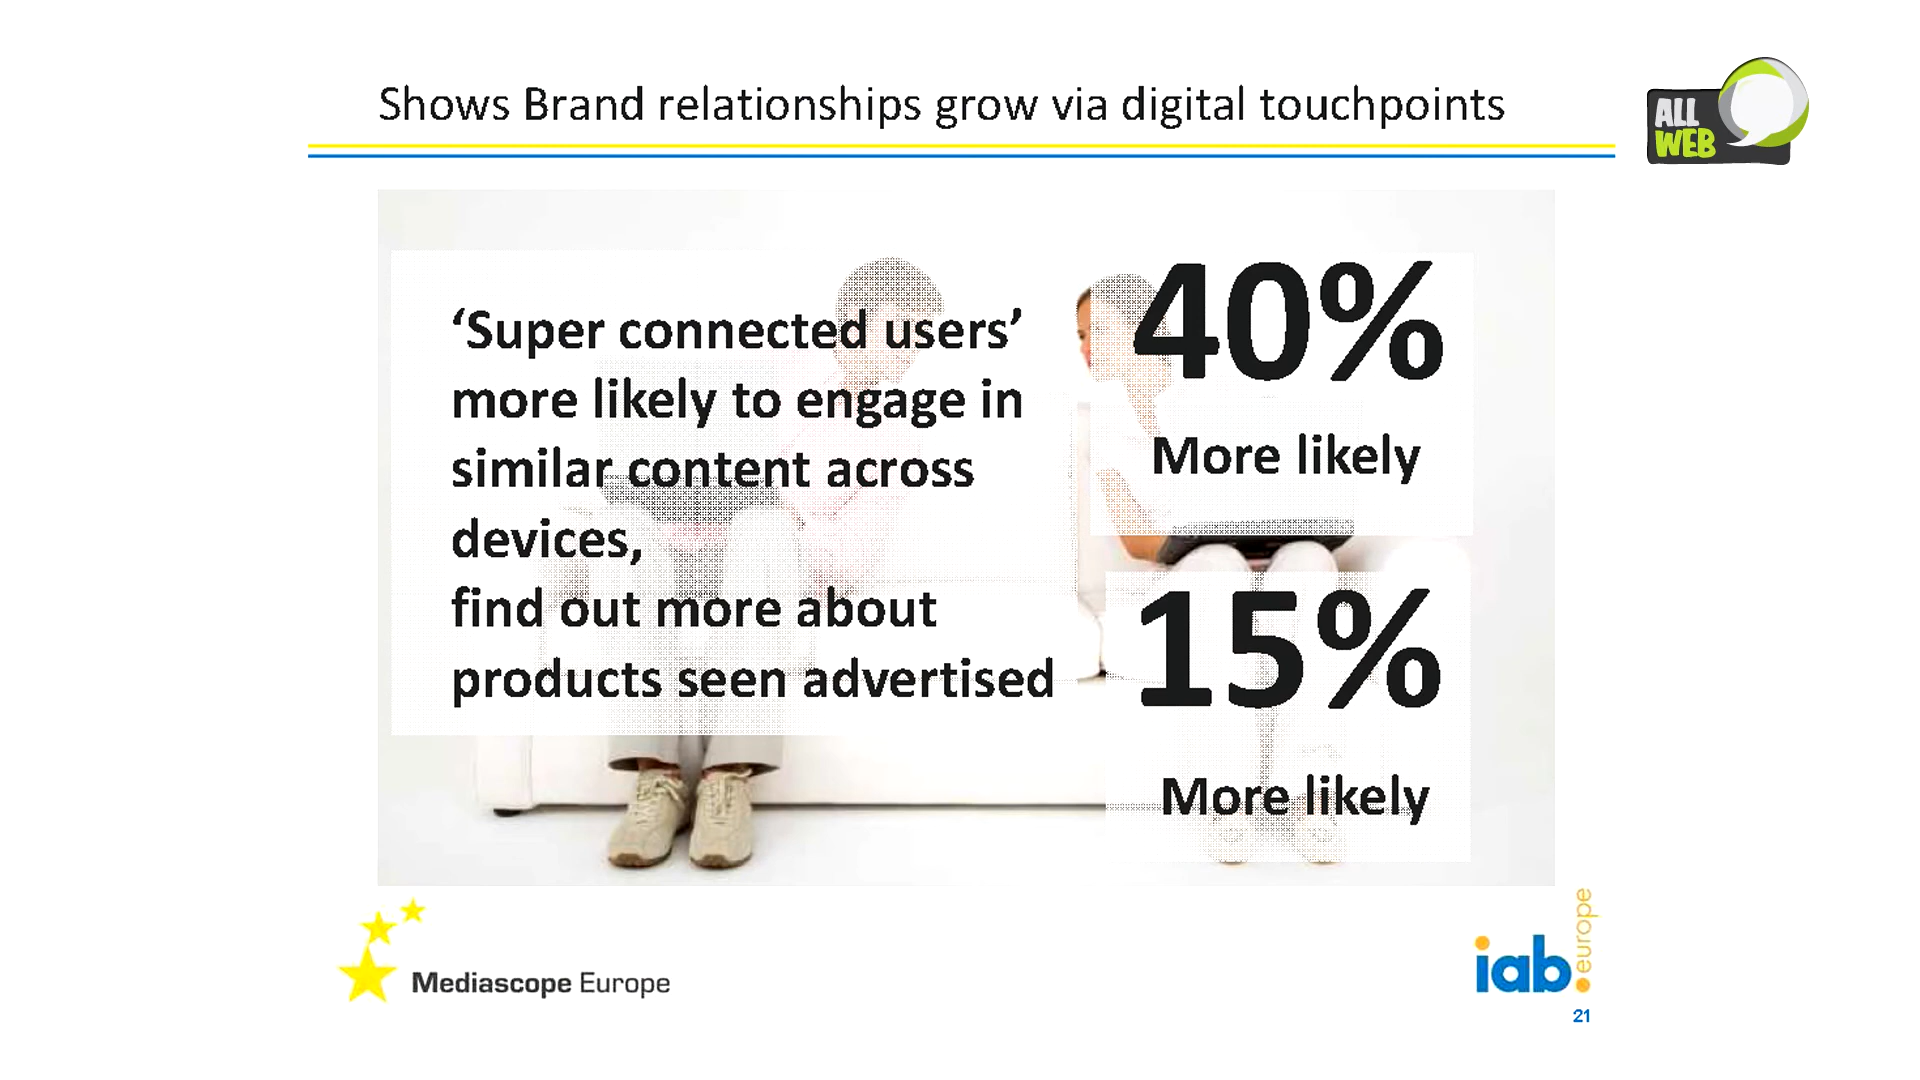 Shows Brand relationships grow via digital touchpoints
ALL
WEB
‘Super connected users’
more likely to engage in
similar content across
devices,
find out more about
products seen advertised
40%
More likely
15%
More likely
Mediascope Europe
iab.europe
21